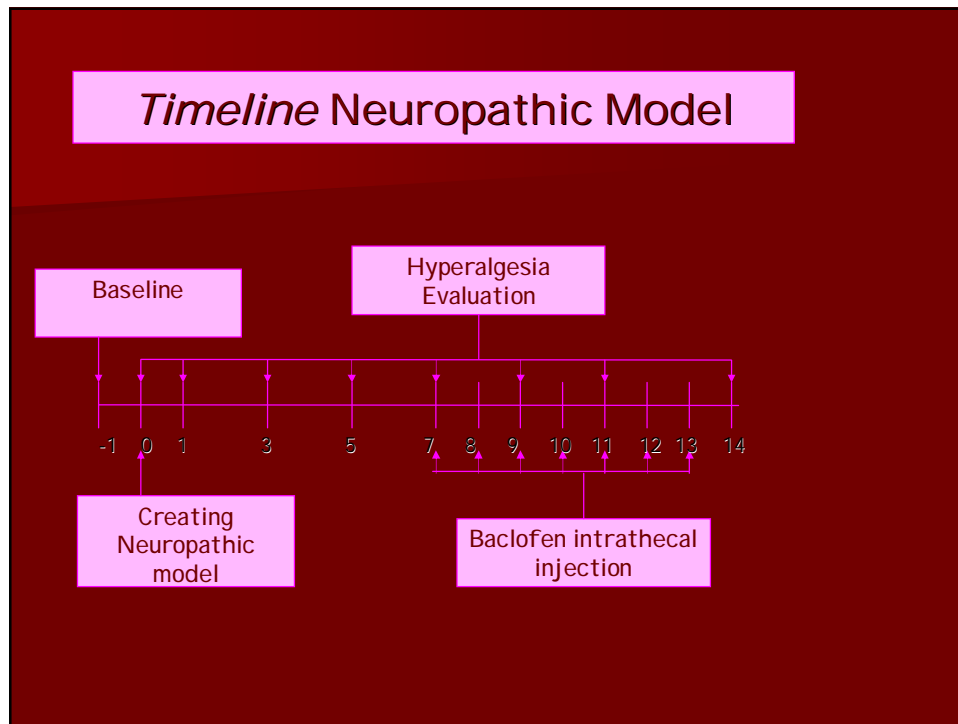 Timeline Neuropathic Model
Hyperalgesia
Evaluation
Baseline
-1 0 1 3 5 7 8 9 10 11 12 13 14
Creating
Neuropathic
model
Baclofen intrathecal
injection